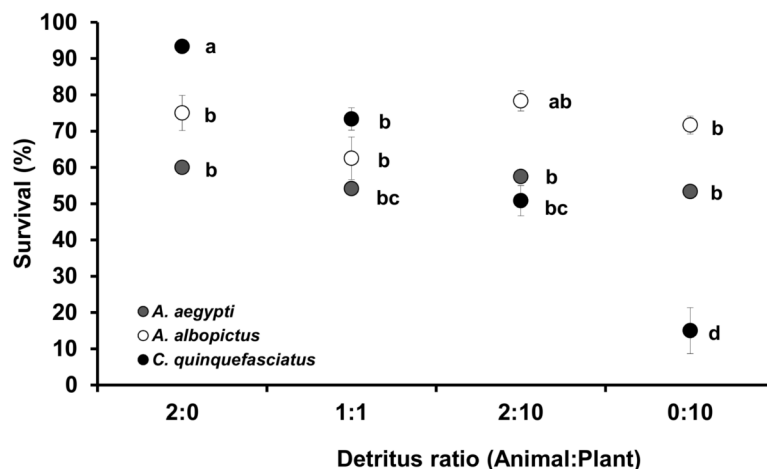 100
90
80
70
60
50
40
30
20
10
0
Survival (%)
a
b
b
b
b
bc
ab
b
bc
b
b
d
A. aegypti
A. albopictus
C. quinquefasciatus
2:0 1:1 2:10 0:10
Detritus ratio (Animal:Plant)